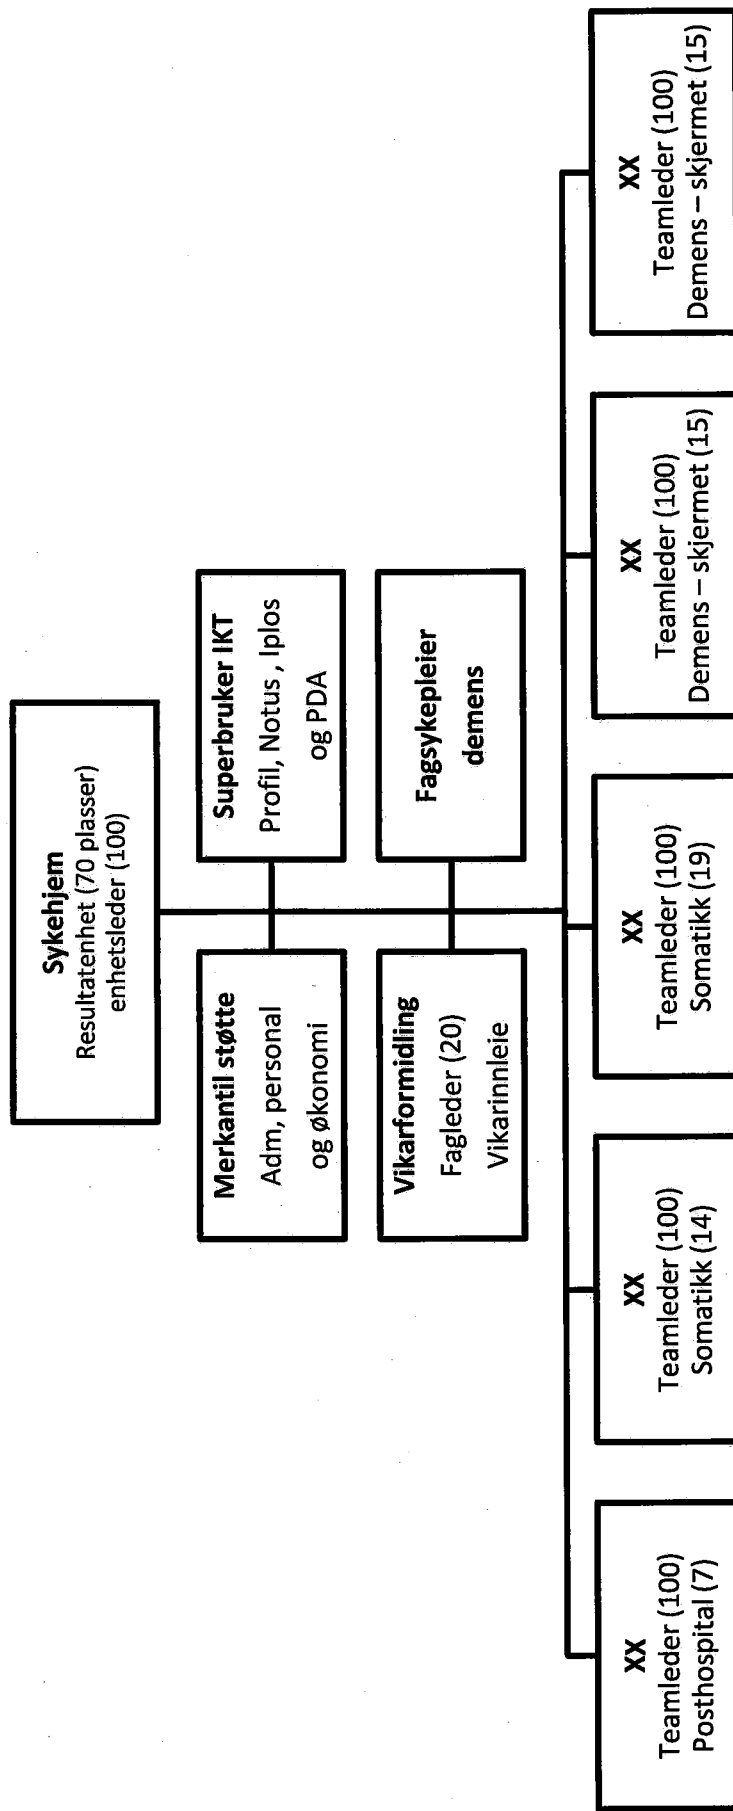 Sykehjem
Resultatenhet (70 plasser)
enhetsleder (100)
Merkantil støtte
Adm, personal
og økonomi
Superbruker IKT
Profil, Notus , Iplos
og PDA
Vikarformidling
Fagleder (20)
Vikarinnleie
Fagsykepleier
demens
XX
Teamleder (100)
Posthospital (7)
XX
Teamleder (100)
Somatikk (14)
XX
Teamleder (100)
Somatikk (19)
XX
Teamleder (100)
Demens – skjermet (15)
XX
Teamleder (100)
Demens – skjermet (15)